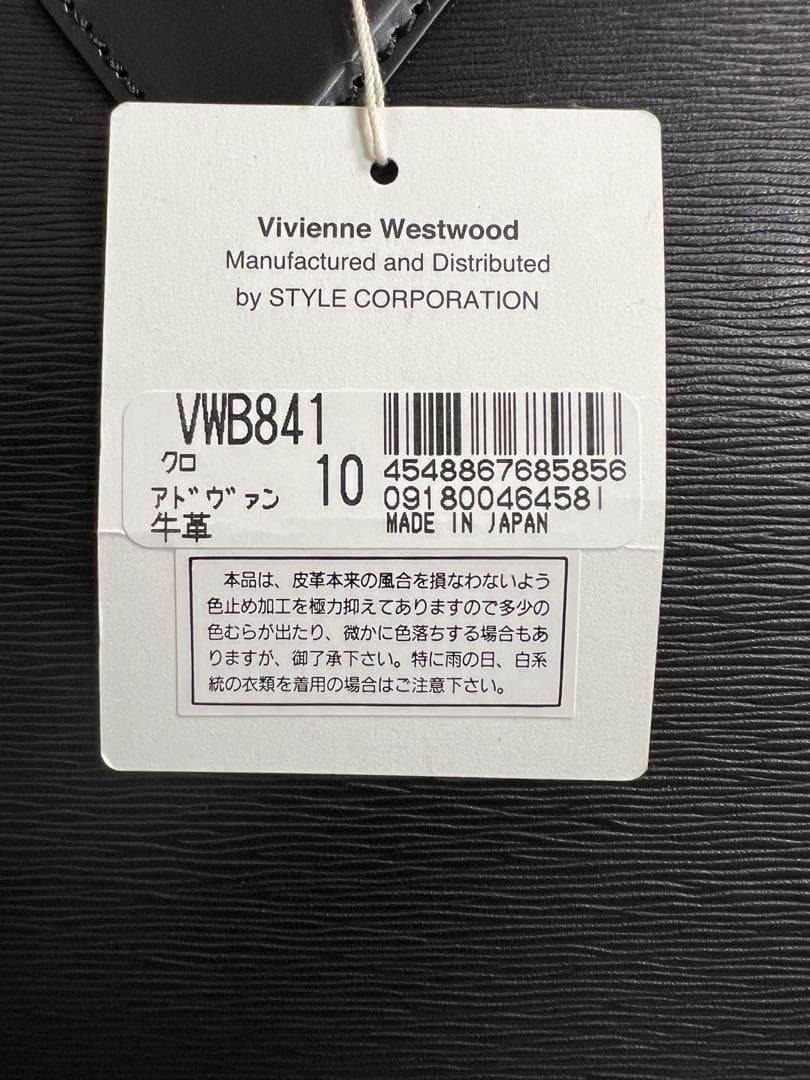 Vivienne Westwood
Manufactured and Distributed
by STYLE CORPORATION
VWB841
クロ 10
アドヴァン
牛革
4548867685856
091800464581
MADE IN JAPAN
本品は、皮革本来の風合を損なわないよう
色止め加工を極力抑えてありますので多少の
色むらが出たり、微かに色落ちする場合もあ
りますが、御了承下さい。特に雨の日、白系
統の衣類を着用の場合はご注意下さい。